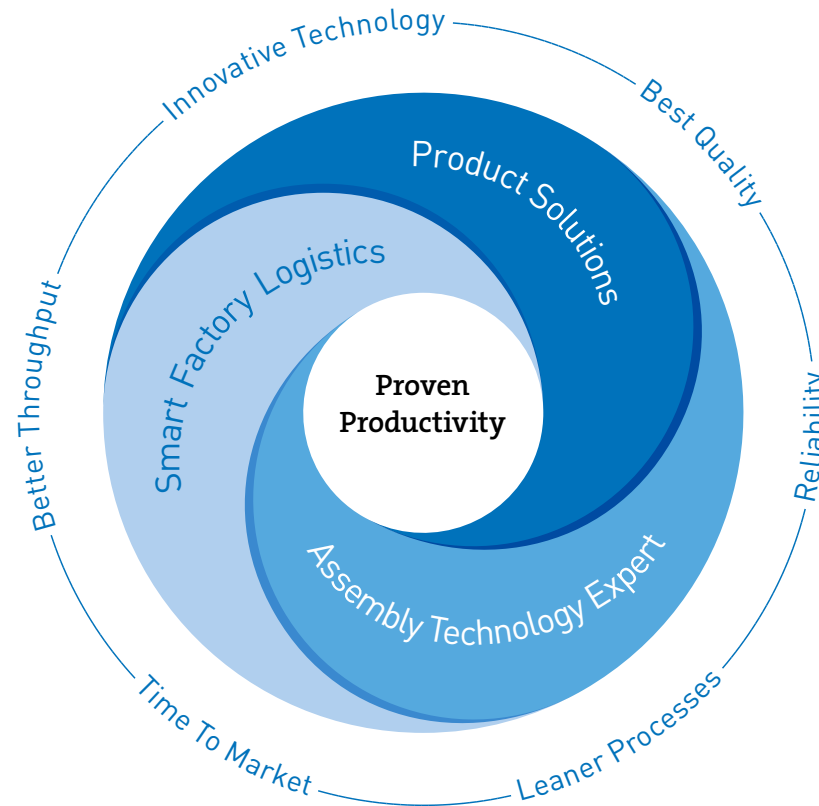 Innovative Technology
Best Quality
Product Solutions
Smart Factory Logistics
Proven
Productivity
Better Throughput
Reliability
Assembly Technology Expert
Time To Market
Leaner Processes